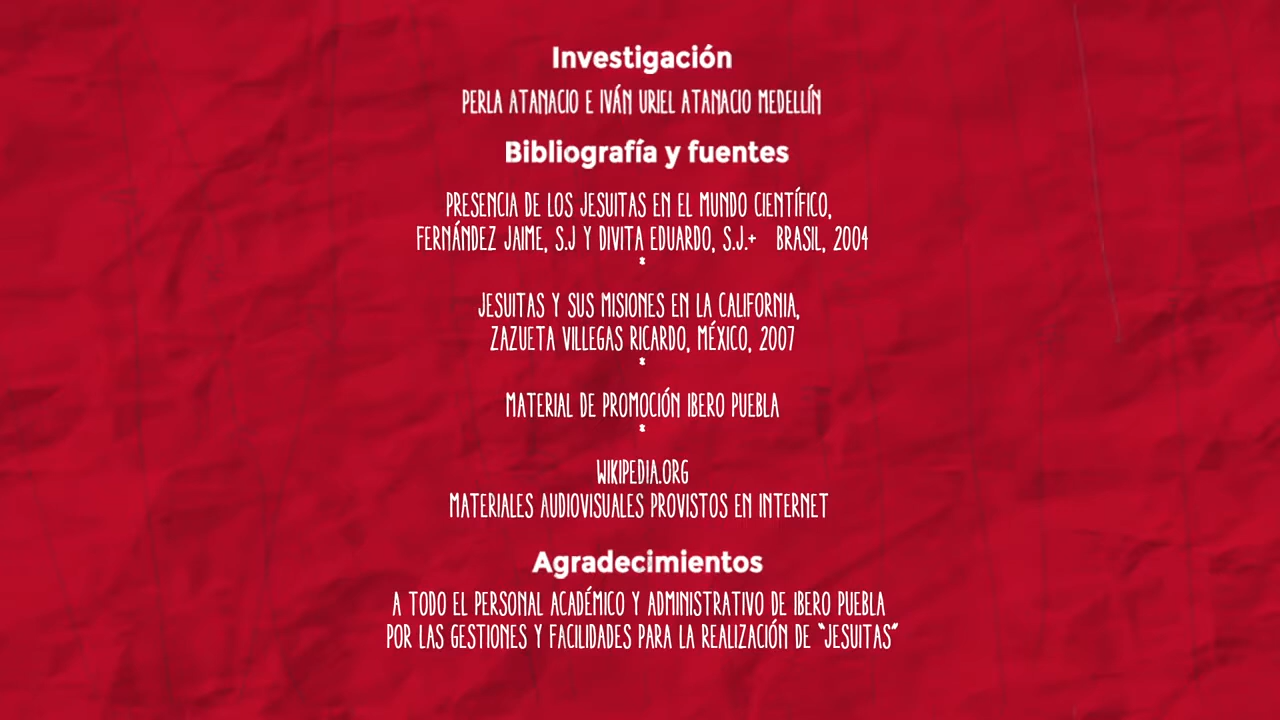 Investigación
PERLA ATANACIO E IVÁN URIEL ATANACIO MEDELLÍN
Bibliografía y fuentes
PRESENCIA DE LOS JESUITAS EN EL MUNDO CIENTÍFICO,
FERNÁNDEZ JAIME, S.J Y DIVITA EDUARDO, S.J.+ BRASIL, 2004
*
JESUITAS Y SUS MISIONES EN LA CALIFORNIA,
ZAZUETA VILLEGAS RICARDO, MÉXICO, 2007
*
MATERIAL DE PROMOCIÓN IBERO PUEBLA
*
WIKIPEDIA.ORG
MATERIALES AUDIOVISUALES PROVISTOS EN INTERNET
Agradecimientos
A TODO EL PERSONAL ACADÉMICO Y ADMINISTRATIVO DE IBERO PUEBLA
POR LAS GESTIONES Y FACILIDADES PARA LA REALIZACIÓN DE "JESUITAS"